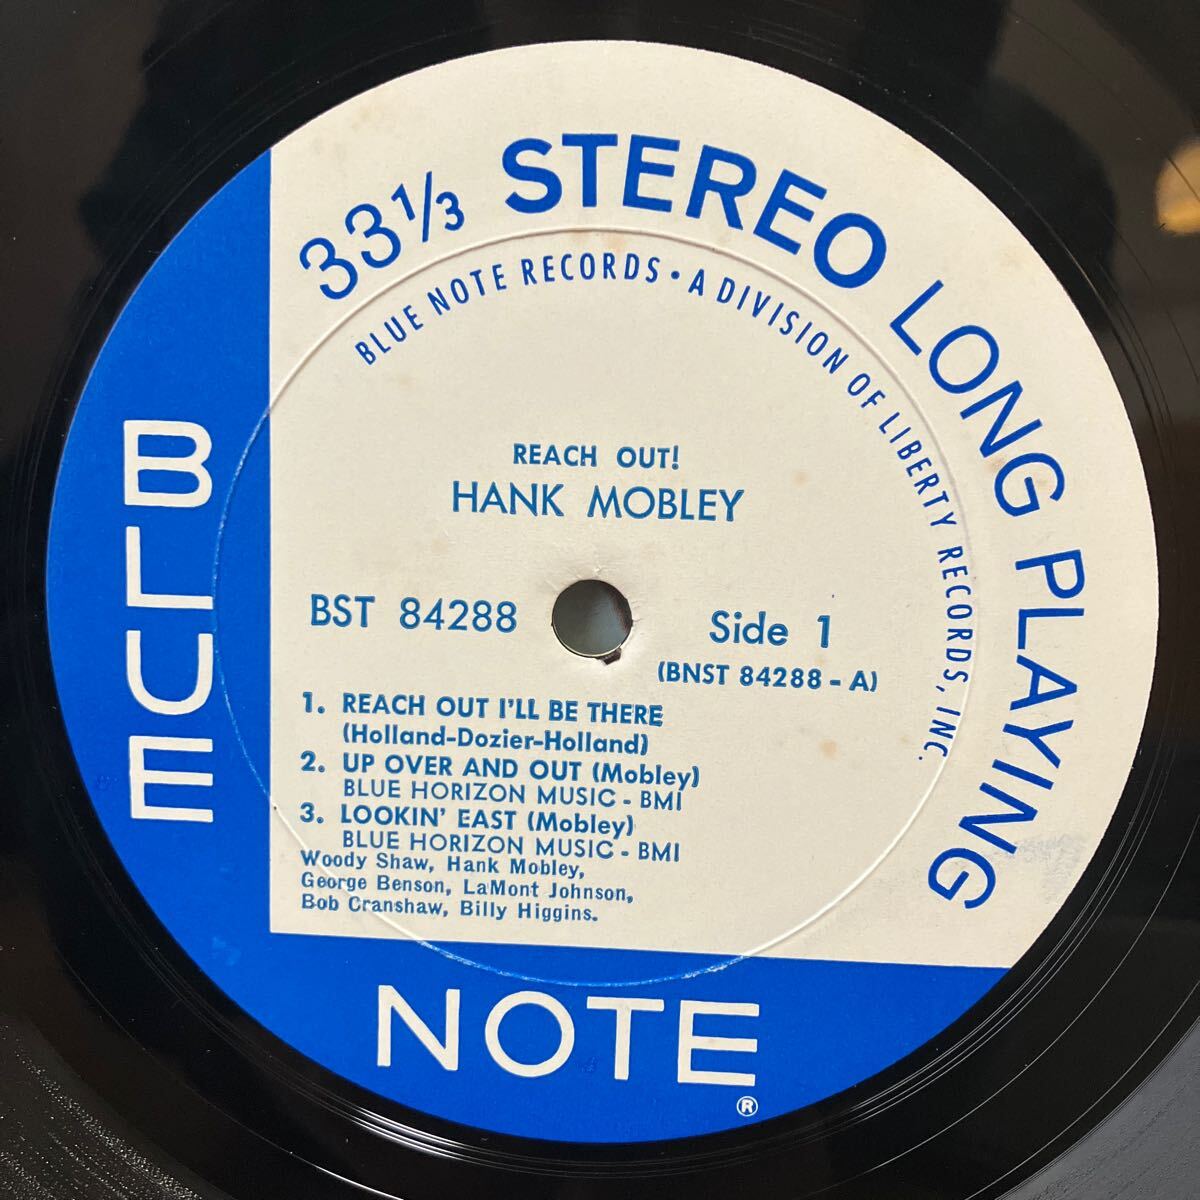 33 1/3 STEREO LONG PLAYING
BLUE NOTE RECORDS • A DIVISION OF LIBERTY RECORDS, INC.
REACH OUT!
HANK MOBLEY
BST 84288
Side 1
(BNST 84288 - A)
1. REACH OUT I'LL BE THERE
(Holland-Dozier-Holland)
2. UP OVER AND OUT (Mobley)
BLUE HORIZON MUSIC - BMI
3. LOOKIN' EAST (Mobley)
BLUE HORIZON MUSIC - BMI
Woody Shaw, Hank Mobley,
George Benson, LaMont Johnson,
Bob Cranshaw, Billy Higgins.
BLUE
NOTE
®